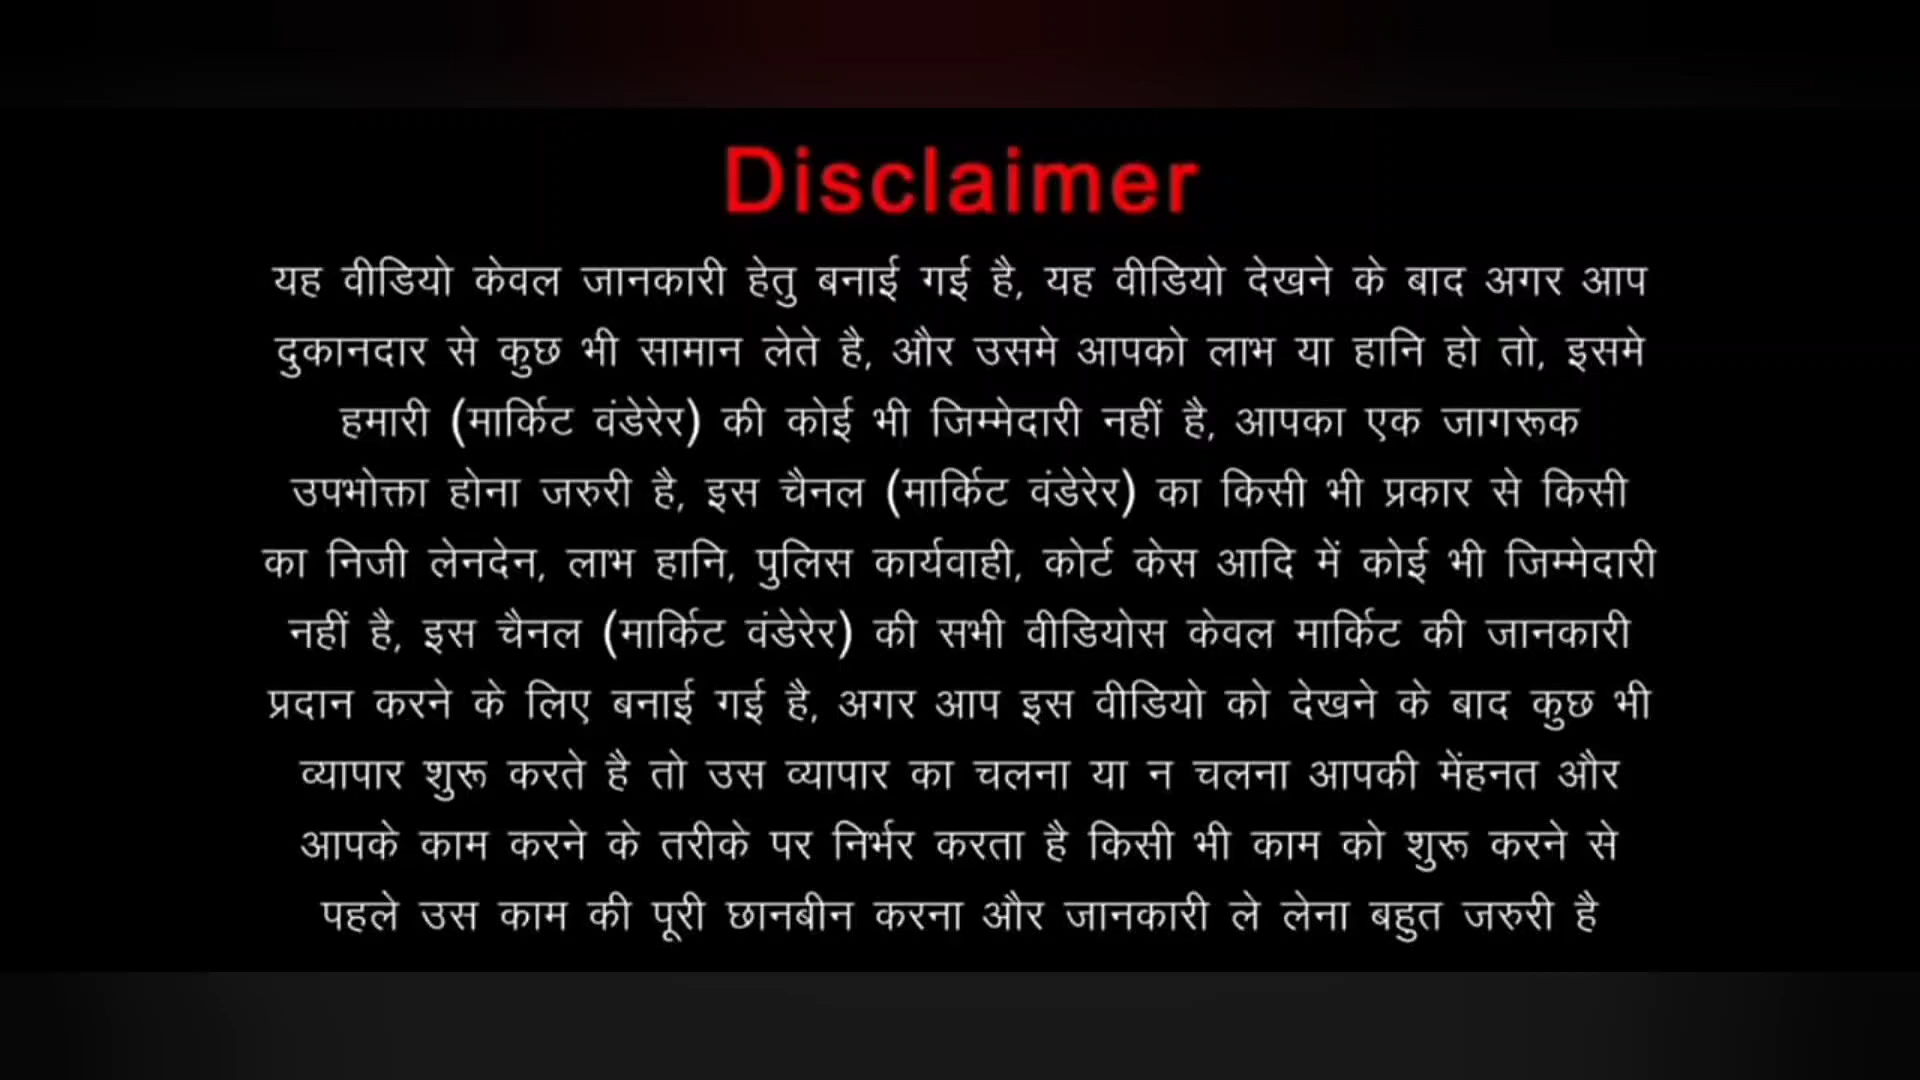 Disclaimer
यह वीडियो केवल जानकारी हेतु बनाई गई है, यह वीडियो देखने के बाद अगर आप
दुकानदार से कुछ भी सामान लेते है, और उसमे आपको लाभ या हानि हो तो, इसमे
हमारी (मार्किट वंडेरेर) की कोई भी जिम्मेदारी नहीं है, आपका एक जागरूक
उपभोक्ता होना जरुरी है, इस चैनल (मार्किट वंडेरेर) का किसी भी प्रकार से किसी
का निजी लेनदेन, लाभ हानि, पुलिस कार्यवाही, कोर्ट केस आदि में कोई भी जिम्मेदारी
नहीं है, इस चैनल (मार्किट वंडेरेर) की सभी वीडियोस केवल मार्किट की जानकारी
प्रदान करने के लिए बनाई गई है, अगर आप इस वीडियो को देखने के बाद कुछ भी
व्यापार शुरू करते है तो उस व्यापार का चलना या न चलना आपकी मेंहनत और
आपके काम करने के तरीके पर निर्भर करता है किसी भी काम को शुरू करने से
पहले उस काम की पूरी छानबीन करना और जानकारी ले लेना बहुत जरुरी है